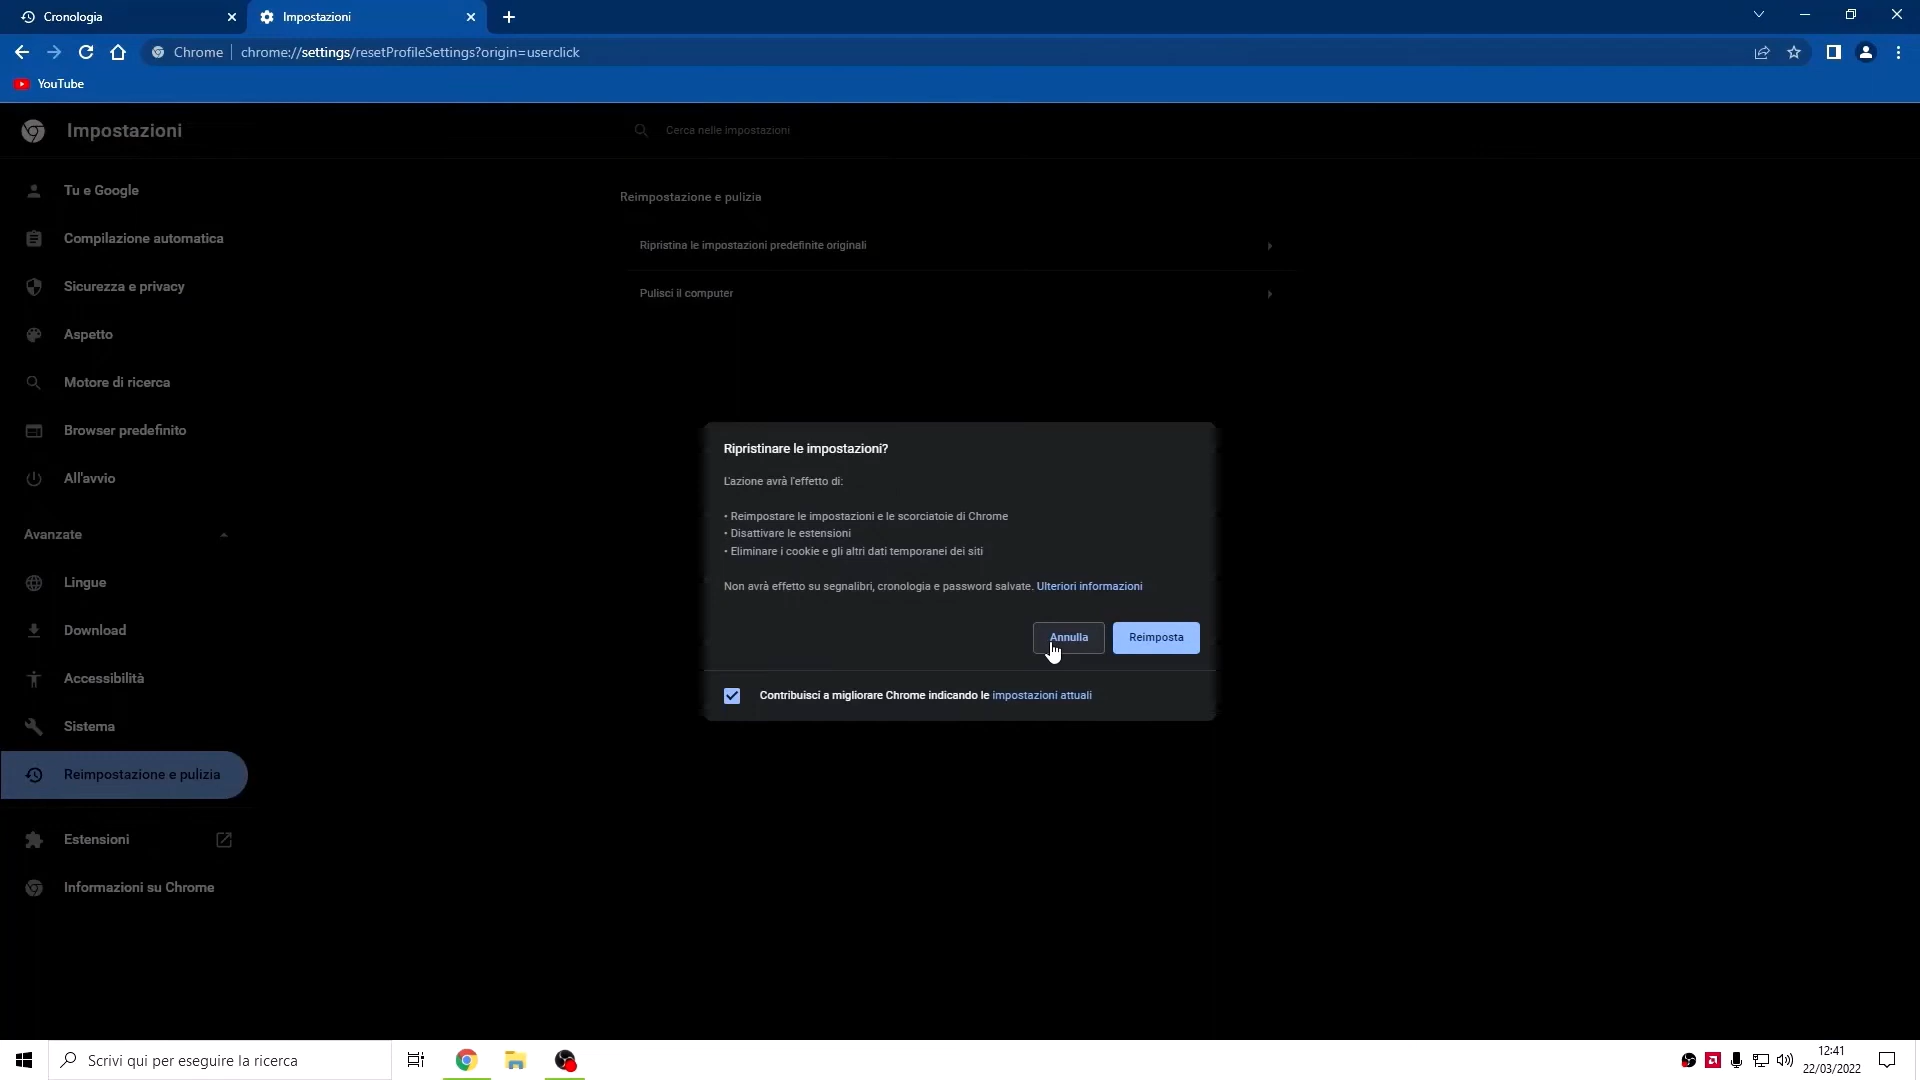 Cronologia
Impostazioni
Chrome
chrome://settings/resetProfileSettings?origin=userclick
YouTube
Impostazioni
Cerca nelle impostazioni
Tu e Google
Compilazione automatica
Sicurezza e privacy
Aspetto
Motore di ricerca
Browser predefinito
All'avvio
Avanzate
Lingue
Download
Accessibilità
Sistema
Reimpostazione e pulizia
Estensioni
Informazioni su Chrome
Reimpostazione e pulizia
Ripristina le impostazioni predefinite originali
Pulisci il computer
Ripristinare le impostazioni?
L'azione avrà l'effetto di:
• Reimpostare le impostazioni e le scorciatoie di Chrome
• Disattivare le estensioni
• Eliminare i cookie e gli altri dati temporanei dei siti
Non avrà effetto su segnalibri, cronologia e password salvate. Ulteriori informazioni
Annulla
Reimposta
Contribuisci a migliorare Chrome indicando le impostazioni attuali
Scrivi qui per eseguire la ricerca
12:41
22/03/2022